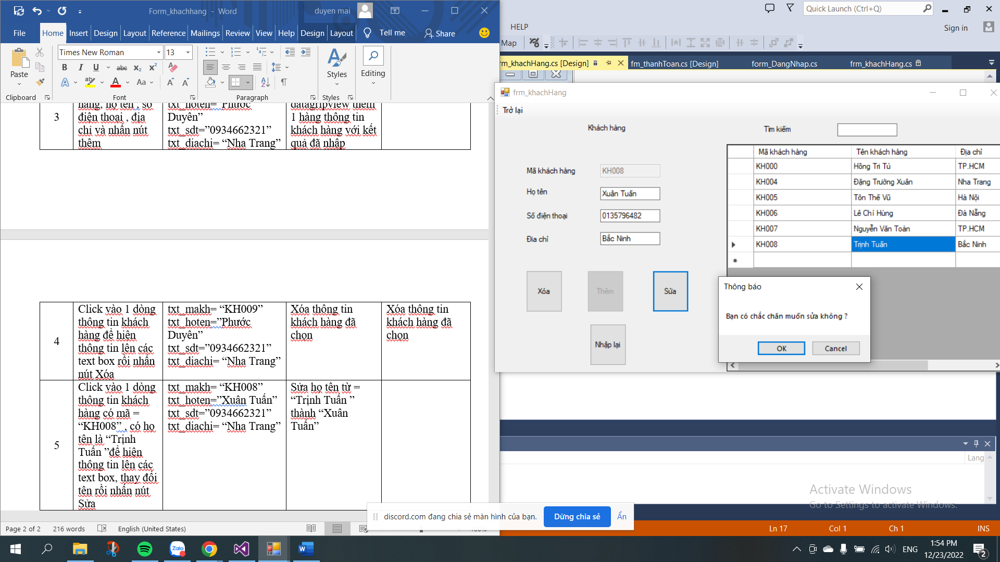 Form_khachhang - Word
duyen mai
File Home Insert Design Layout Reference Mailings Review View Help Design Layout Tell me Share
Paste
Clipboard
Times New Roman 13
Font
Paragraph
Styles
Styles
Editing
3
hàng, họ tên , số
điện thoại , địa
chỉ và nhấn nút
thêm
txt_hoten=”Phước
Duyên”
txt_sdt=”0934662321”
txt_diachi= “Nha Trang”
datagripview thêm
1 hàng thông tin
khách hàng với kết
quả đã nhập
4
Click vào 1 dòng
thông tin khách
hàng để hiện
thông tin lên các
text box rồi nhấn
nút Xóa
txt_makh= “KH009”
txt_hoten=”Phước
Duyên”
txt_sdt=”0934662321”
txt_diachi= “Nha Trang”
Xóa thông tin
khách hàng đã
chọn
Xóa thông tin
khách hàng đã
chọn
5
Click vào 1 dòng
thông tin khách
hàng có mã =
“KH008” , có họ
tên là “Trịnh
Tuấn ”để hiện
thông tin lên các
text box, thay đổi
tên rồi nhấn nút
Sửa
txt_makh= “KH008”
txt_hoten=”Xuân Tuấn”
txt_sdt=”0934662321”
txt_diachi= “Nha Trang”
Sửa họ tên từ =
“Trịnh Tuấn ”
thành “Xuân
Tuấn”
Page 2 of 2 216 words English (United States)
Quick Launch (Ctrl+Q)
HELP
Sign in
Map
rm_khachHang.cs [Design] fm_thanhToan.cs [Design] form_DangNhap.cs frm_khachHang.cs
frm_khachHang
Trở lại
Khách hàng
Tìm kiếm
Mã khách hàng KH008
Họ tên Xuân Tuấn
Số điện thoại 0135796482
Đia chỉ Bắc Ninh
Xóa Thêm Sửa
Nhập lại
Mã khách hàng Tên khách hàng Địa chỉ
KH000 Hồng Tri Tú TP.HCM
KH004 Đặng Trường Xuân Nha Trang
KH005 Tôn Thế Vũ Hà Nội
KH006 Lê Chí Hùng Đà Nẵng
KH007 Nguyễn Văn Toàn TP.HCM
KH008 Trịnh Tuấn Bắc Ninh
Thông báo
Bạn có chắc chăn muốn sửa không ?
OK Cancel
Lang
Activate Windows
Go to Settings to activate Windows.
discord.com đang chia sẻ màn hình của bạn. Dừng chia sẻ Ẩn
Ln 17 Col 1 Ch 1 INS
Zalo
ENG
1:54 PM
12/23/2022
2